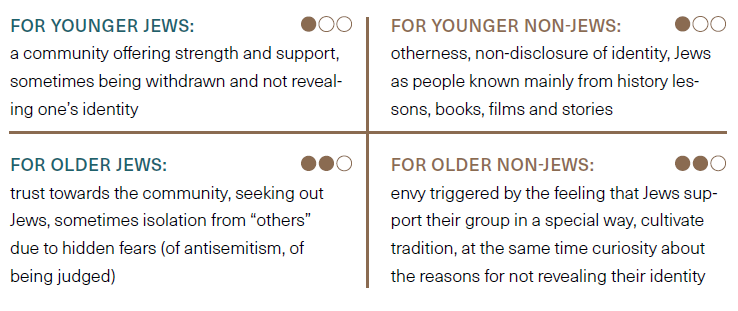 FOR YOUNGER JEWS:
a community offering strength and support,
sometimes being withdrawn and not reveal-
ing one's identity
FOR YOUNGER NON-JEWS:
otherness, non-disclosure of identity, Jews
as people known mainly from history les-
sons, books, films and stories
FOR OLDER JEWS:
trust towards the community, seeking out
Jews, sometimes isolation from “others”
due to hidden fears (of antisemitism, of
being judged)
FOR OLDER NON-JEWS:
envy triggered by the feeling that Jews sup-
port their group in a special way, cultivate
tradition, at the same time curiosity about
the reasons for not revealing their identity